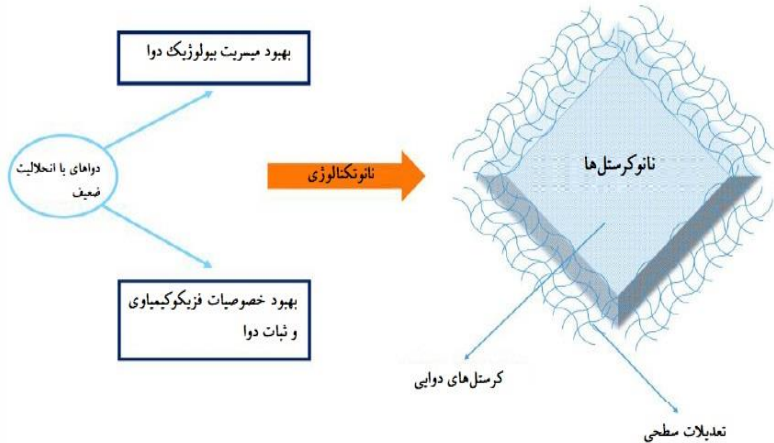 بهبود میسریت بیولوژیک دوا
دواهای با انحلالیت
ضعیف
نانوتکنالوژی
نانوکرستل‌ها
بهبود خصوصیات فزیکوکیمیاوی
و ثبات دوا
کرستل‌های دوایی
تعدیلات سطحی